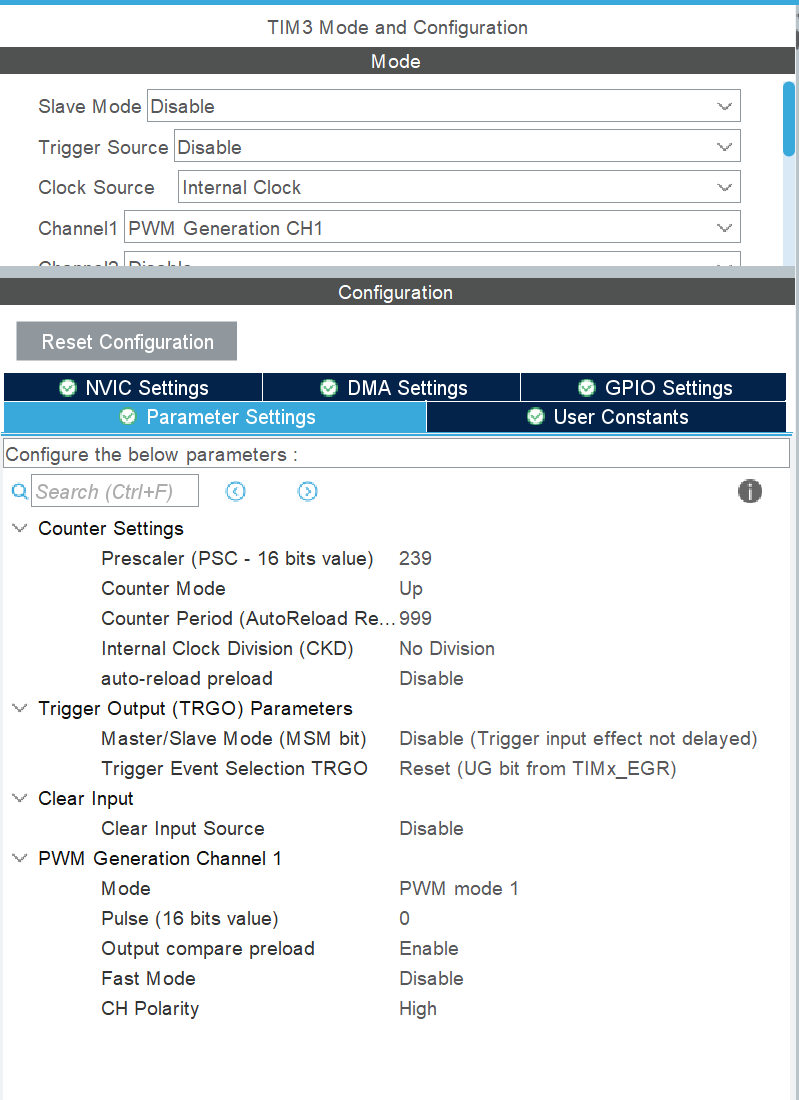 TIM3 Mode and Configuration
Mode
Slave Mode Disable
Trigger Source Disable
Clock Source Internal Clock
Channel1 PWM Generation CH1
Channel2 Disable
Configuration
Reset Configuration
NVIC Settings DMA Settings GPIO Settings
Parameter Settings User Constants
Configure the below parameters :
Search (Ctrl+F)
Counter Settings
Prescaler (PSC - 16 bits value) 239
Counter Mode Up
Counter Period (AutoReload Re... 999
Internal Clock Division (CKD) No Division
auto-reload preload Disable
Trigger Output (TRGO) Parameters
Master/Slave Mode (MSM bit) Disable (Trigger input effect not delayed)
Trigger Event Selection TRGO Reset (UG bit from TIMx_EGR)
Clear Input
Clear Input Source Disable
PWM Generation Channel 1
Mode PWM mode 1
Pulse (16 bits value) 0
Output compare preload Enable
Fast Mode Disable
CH Polarity High